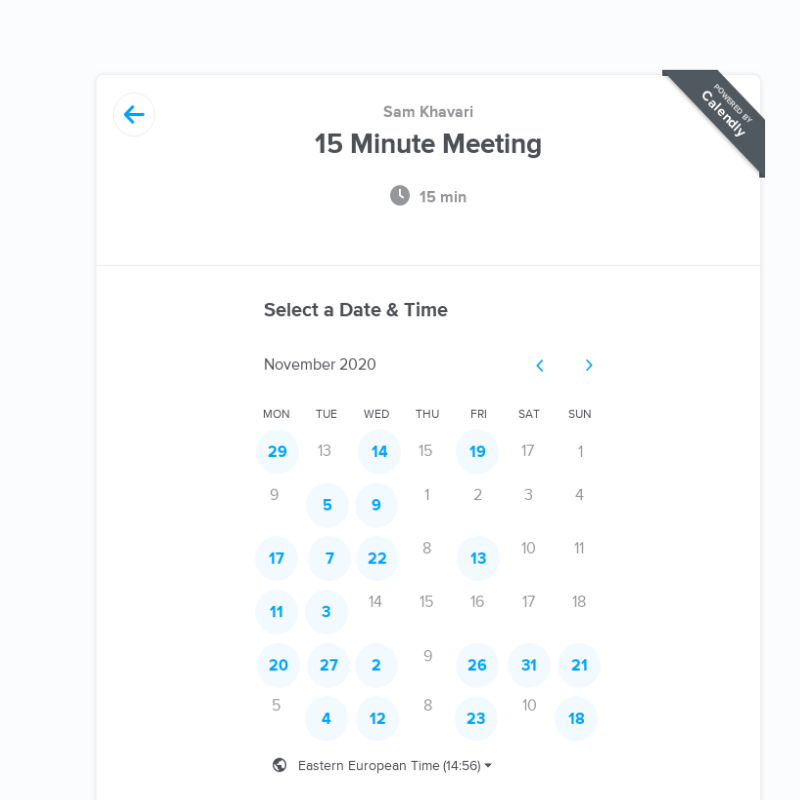 POWERED BY
Calendly
Sam Khavari
15 Minute Meeting
15 min
Select a Date & Time
November 2020
MON TUE WED THU FRI SAT SUN
29 13 14 15 19 17 1
9 5 9 1 2 3 4
17 7 22 8 13 10 11
11 3 14 15 16 17 18
20 27 2 9 26 31 21
5 4 12 8 23 10 18
Eastern European Time (14:56)